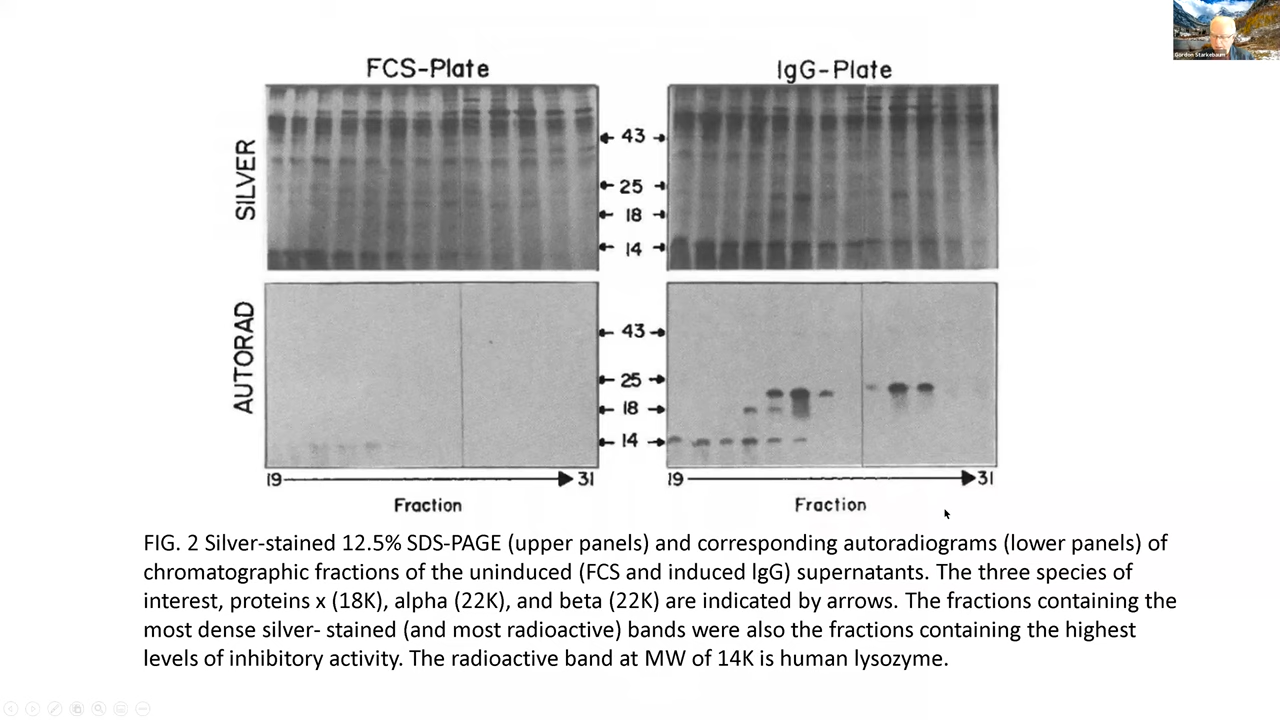 Gordon Starkebaum
FCS-Plate
IgG-Plate
SILVER
43
25
18
14
AUTORAD
43
25
18
14
19 31
19 31
Fraction
Fraction
FIG. 2 Silver-stained 12.5% SDS-PAGE (upper panels) and corresponding autoradiograms (lower panels) of
chromatographic fractions of the uninduced (FCS and induced lgG) supernatants. The three species of
interest, proteins x (18K), alpha (22K), and beta (22K) are indicated by arrows. The fractions containing the
most dense silver- stained (and most radioactive) bands were also the fractions containing the highest
levels of inhibitory activity. The radioactive band at MW of 14K is human lysozyme.